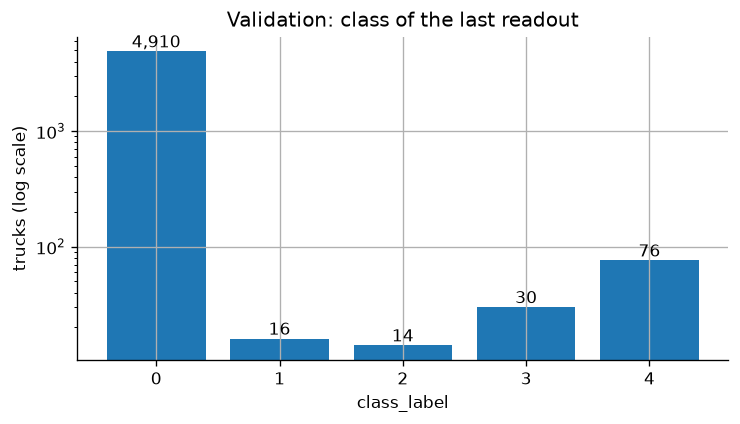 Validation: class of the last readout
trucks (log scale)
10³
10²
4,910
16
14
30
76
0 1 2 3 4
class_label